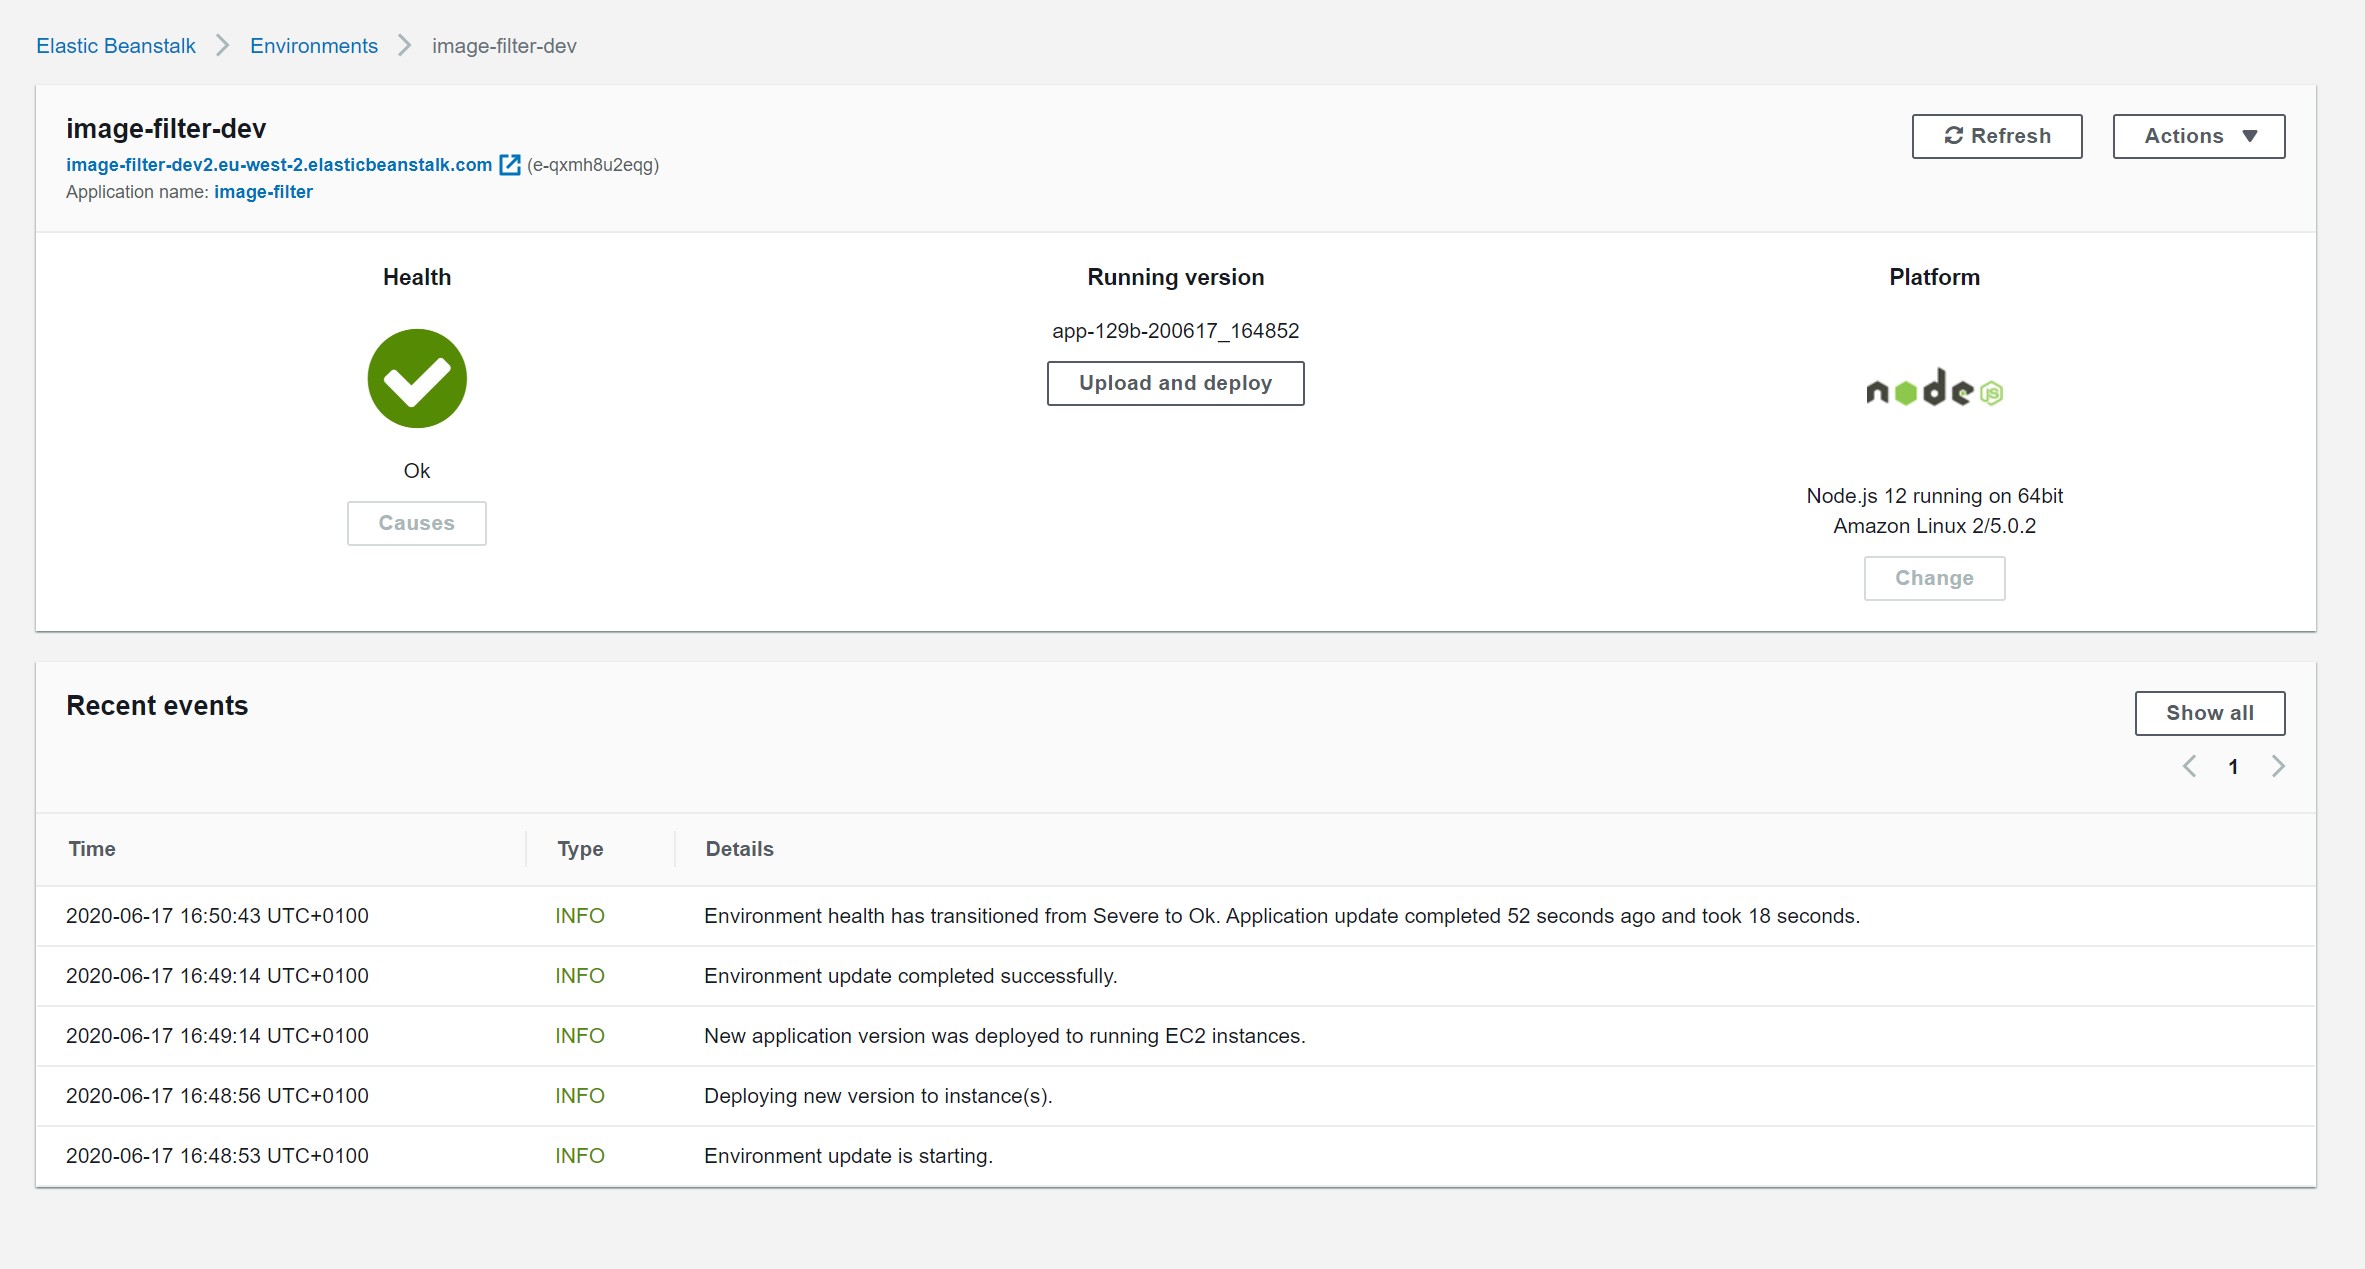 Elastic Beanstalk > Environments > image-filter-dev
image-filter-dev
image-filter-dev2.eu-west-2.elasticbeanstalk.com (e-qxmh8u2eqg)
Application name: image-filter
Refresh
Actions
Health
Ok
Causes
Running version
app-129b-200617_164852
Upload and deploy
Platform
node JS
Node.js 12 running on 64bit
Amazon Linux 2/5.0.2
Change
Recent events
Show all
< 1 >
Time Type Details
2020-06-17 16:50:43 UTC+0100 INFO Environment health has transitioned from Severe to Ok. Application update completed 52 seconds ago and took 18 seconds.
2020-06-17 16:49:14 UTC+0100 INFO Environment update completed successfully.
2020-06-17 16:49:14 UTC+0100 INFO New application version was deployed to running EC2 instances.
2020-06-17 16:48:56 UTC+0100 INFO Deploying new version to instance(s).
2020-06-17 16:48:53 UTC+0100 INFO Environment update is starting.